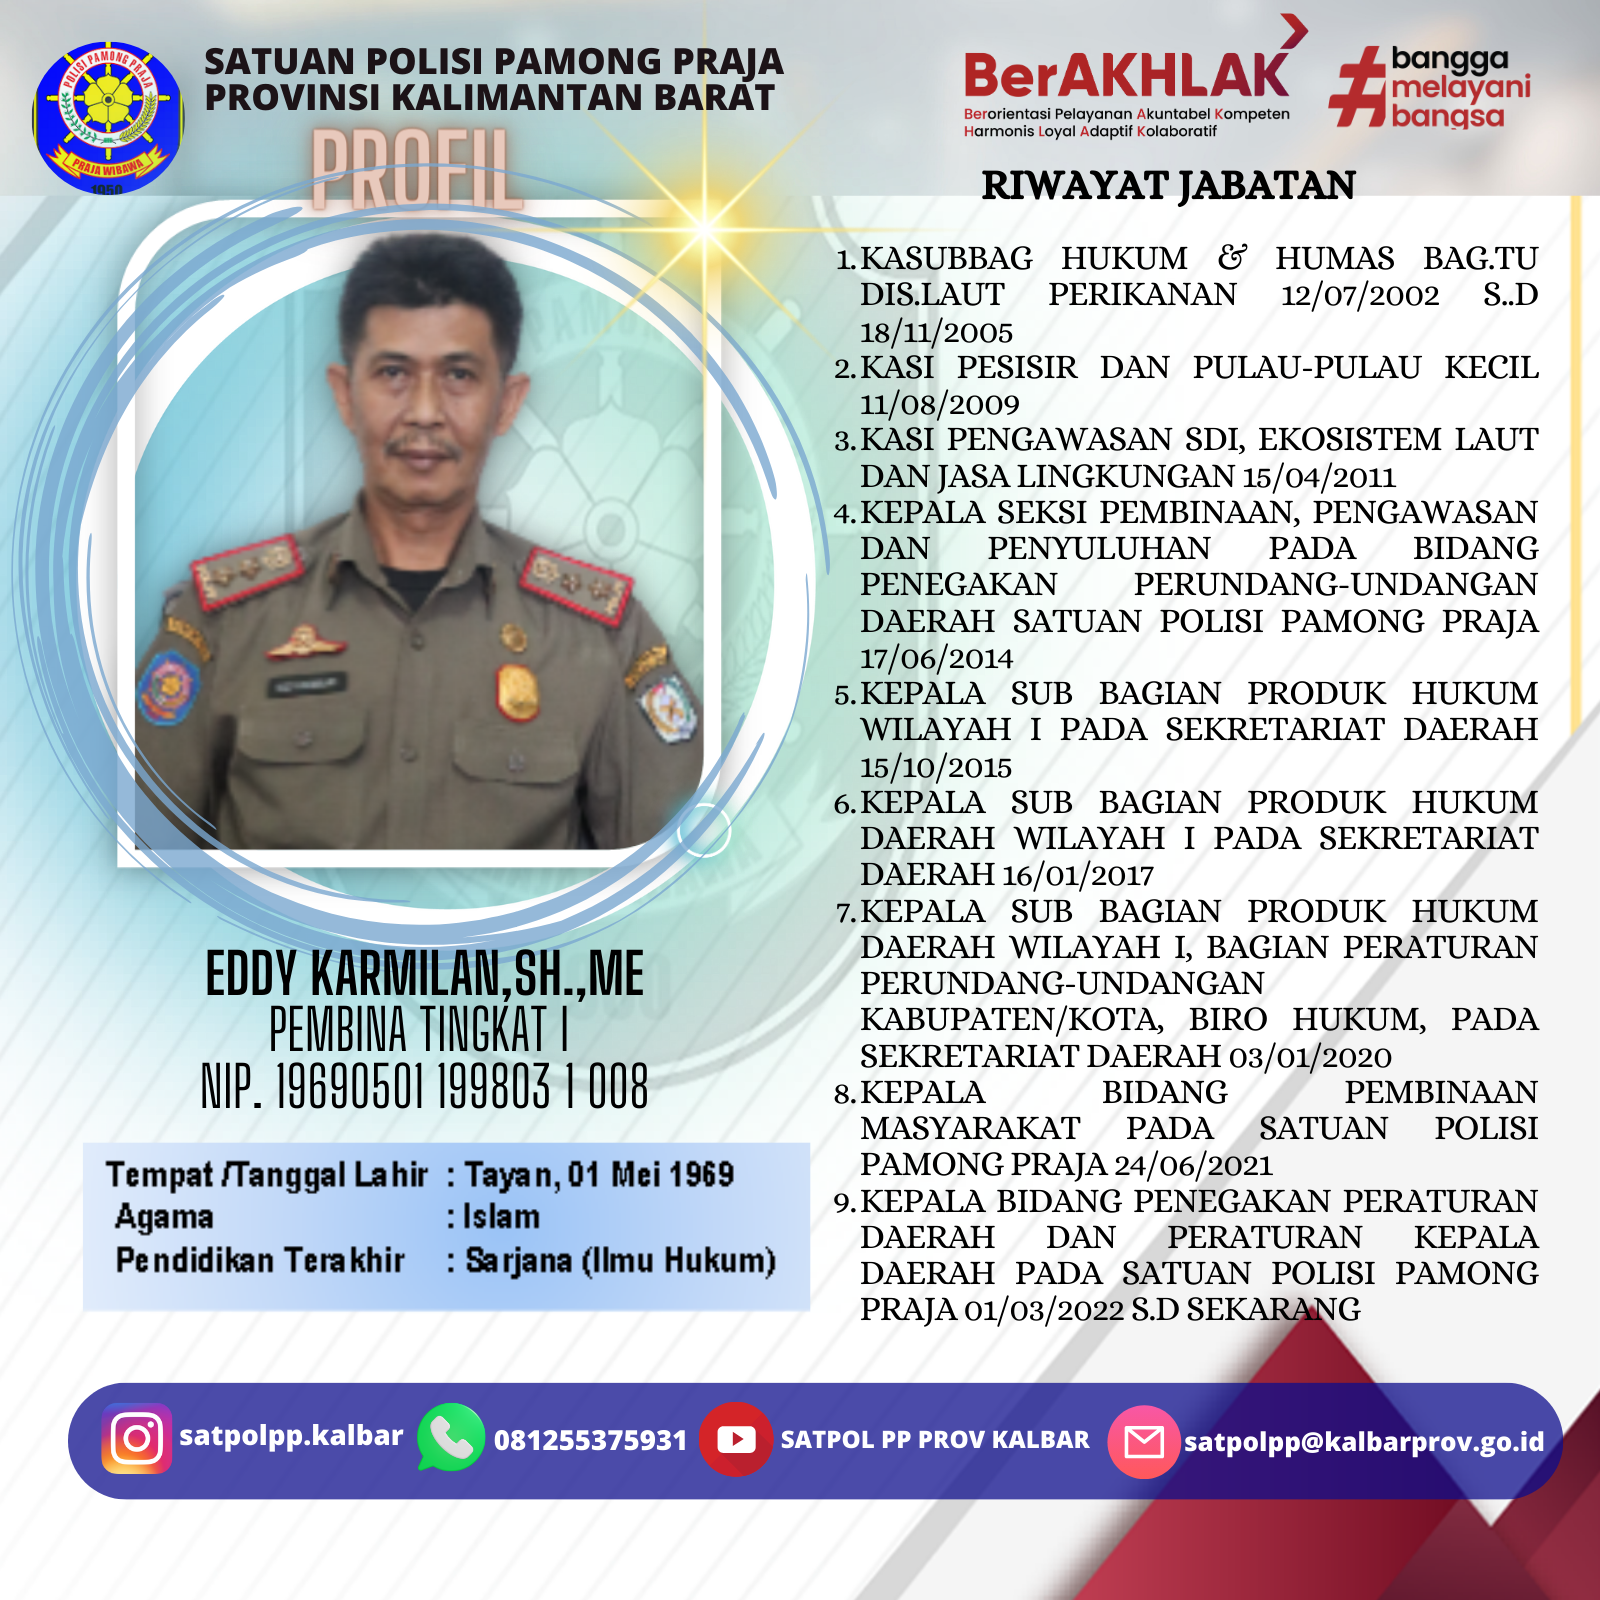 SATUAN POLISI PAMONG PRAJA
PROVINSI KALIMANTAN BARAT
POLISI PAMONG PRAJA
PRAJA WIBAWA
1950
PROFIL
BerAKHLAK
Berorientasi Pelayanan Akuntabel Kompeten
Harmonis Loyal Adaptif Kolaboratif
#bangga
melayani
bangsa
EDDY KARMILAN,SH.,ME
PEMBINA TINGKAT I
NIP. 19690501 199803 1 008
Tempat /Tanggal Lahir : Tayan, 01 Mei 1969
Agama : Islam
Pendidikan Terakhir : Sarjana (Ilmu Hukum)
RIWAYAT JABATAN
1. KASUBBAG HUKUM & HUMAS BAG.TU
DIS.LAUT PERIKANAN 12/07/2002 S..D
18/11/2005
2. KASI PESISIR DAN PULAU-PULAU KECIL
11/08/2009
3. KASI PENGAWASAN SDI, EKOSISTEM LAUT
DAN JASA LINGKUNGAN 15/04/2011
4. KEPALA SEKSI PEMBINAAN, PENGAWASAN
DAN PENYULUHAN PADA BIDANG
PENEGAKAN PERUNDANG-UNDANGAN
DAERAH SATUAN POLISI PAMONG PRAJA
17/06/2014
5. KEPALA SUB BAGIAN PRODUK HUKUM
WILAYAH I PADA SEKRETARIAT DAERAH
15/10/2015
6. KEPALA SUB BAGIAN PRODUK HUKUM
DAERAH WILAYAH I PADA SEKRETARIAT
DAERAH 16/01/2017
7. KEPALA SUB BAGIAN PRODUK HUKUM
DAERAH WILAYAH I, BAGIAN PERATURAN
PERUNDANG-UNDANGAN
KABUPATEN/KOTA, BIRO HUKUM, PADA
SEKRETARIAT DAERAH 03/01/2020
8. KEPALA BIDANG PEMBINAAN
MASYARAKAT PADA SATUAN POLISI
PAMONG PRAJA 24/06/2021
9. KEPALA BIDANG PENEGAKAN PERATURAN
DAERAH DAN PERATURAN KEPALA
DAERAH PADA SATUAN POLISI PAMONG
PRAJA 01/03/2022 S.D SEKARANG
satpolpp.kalbar
081255375931
SATPOL PP PROV KALBAR
satpolpp@kalbarprov.go.id